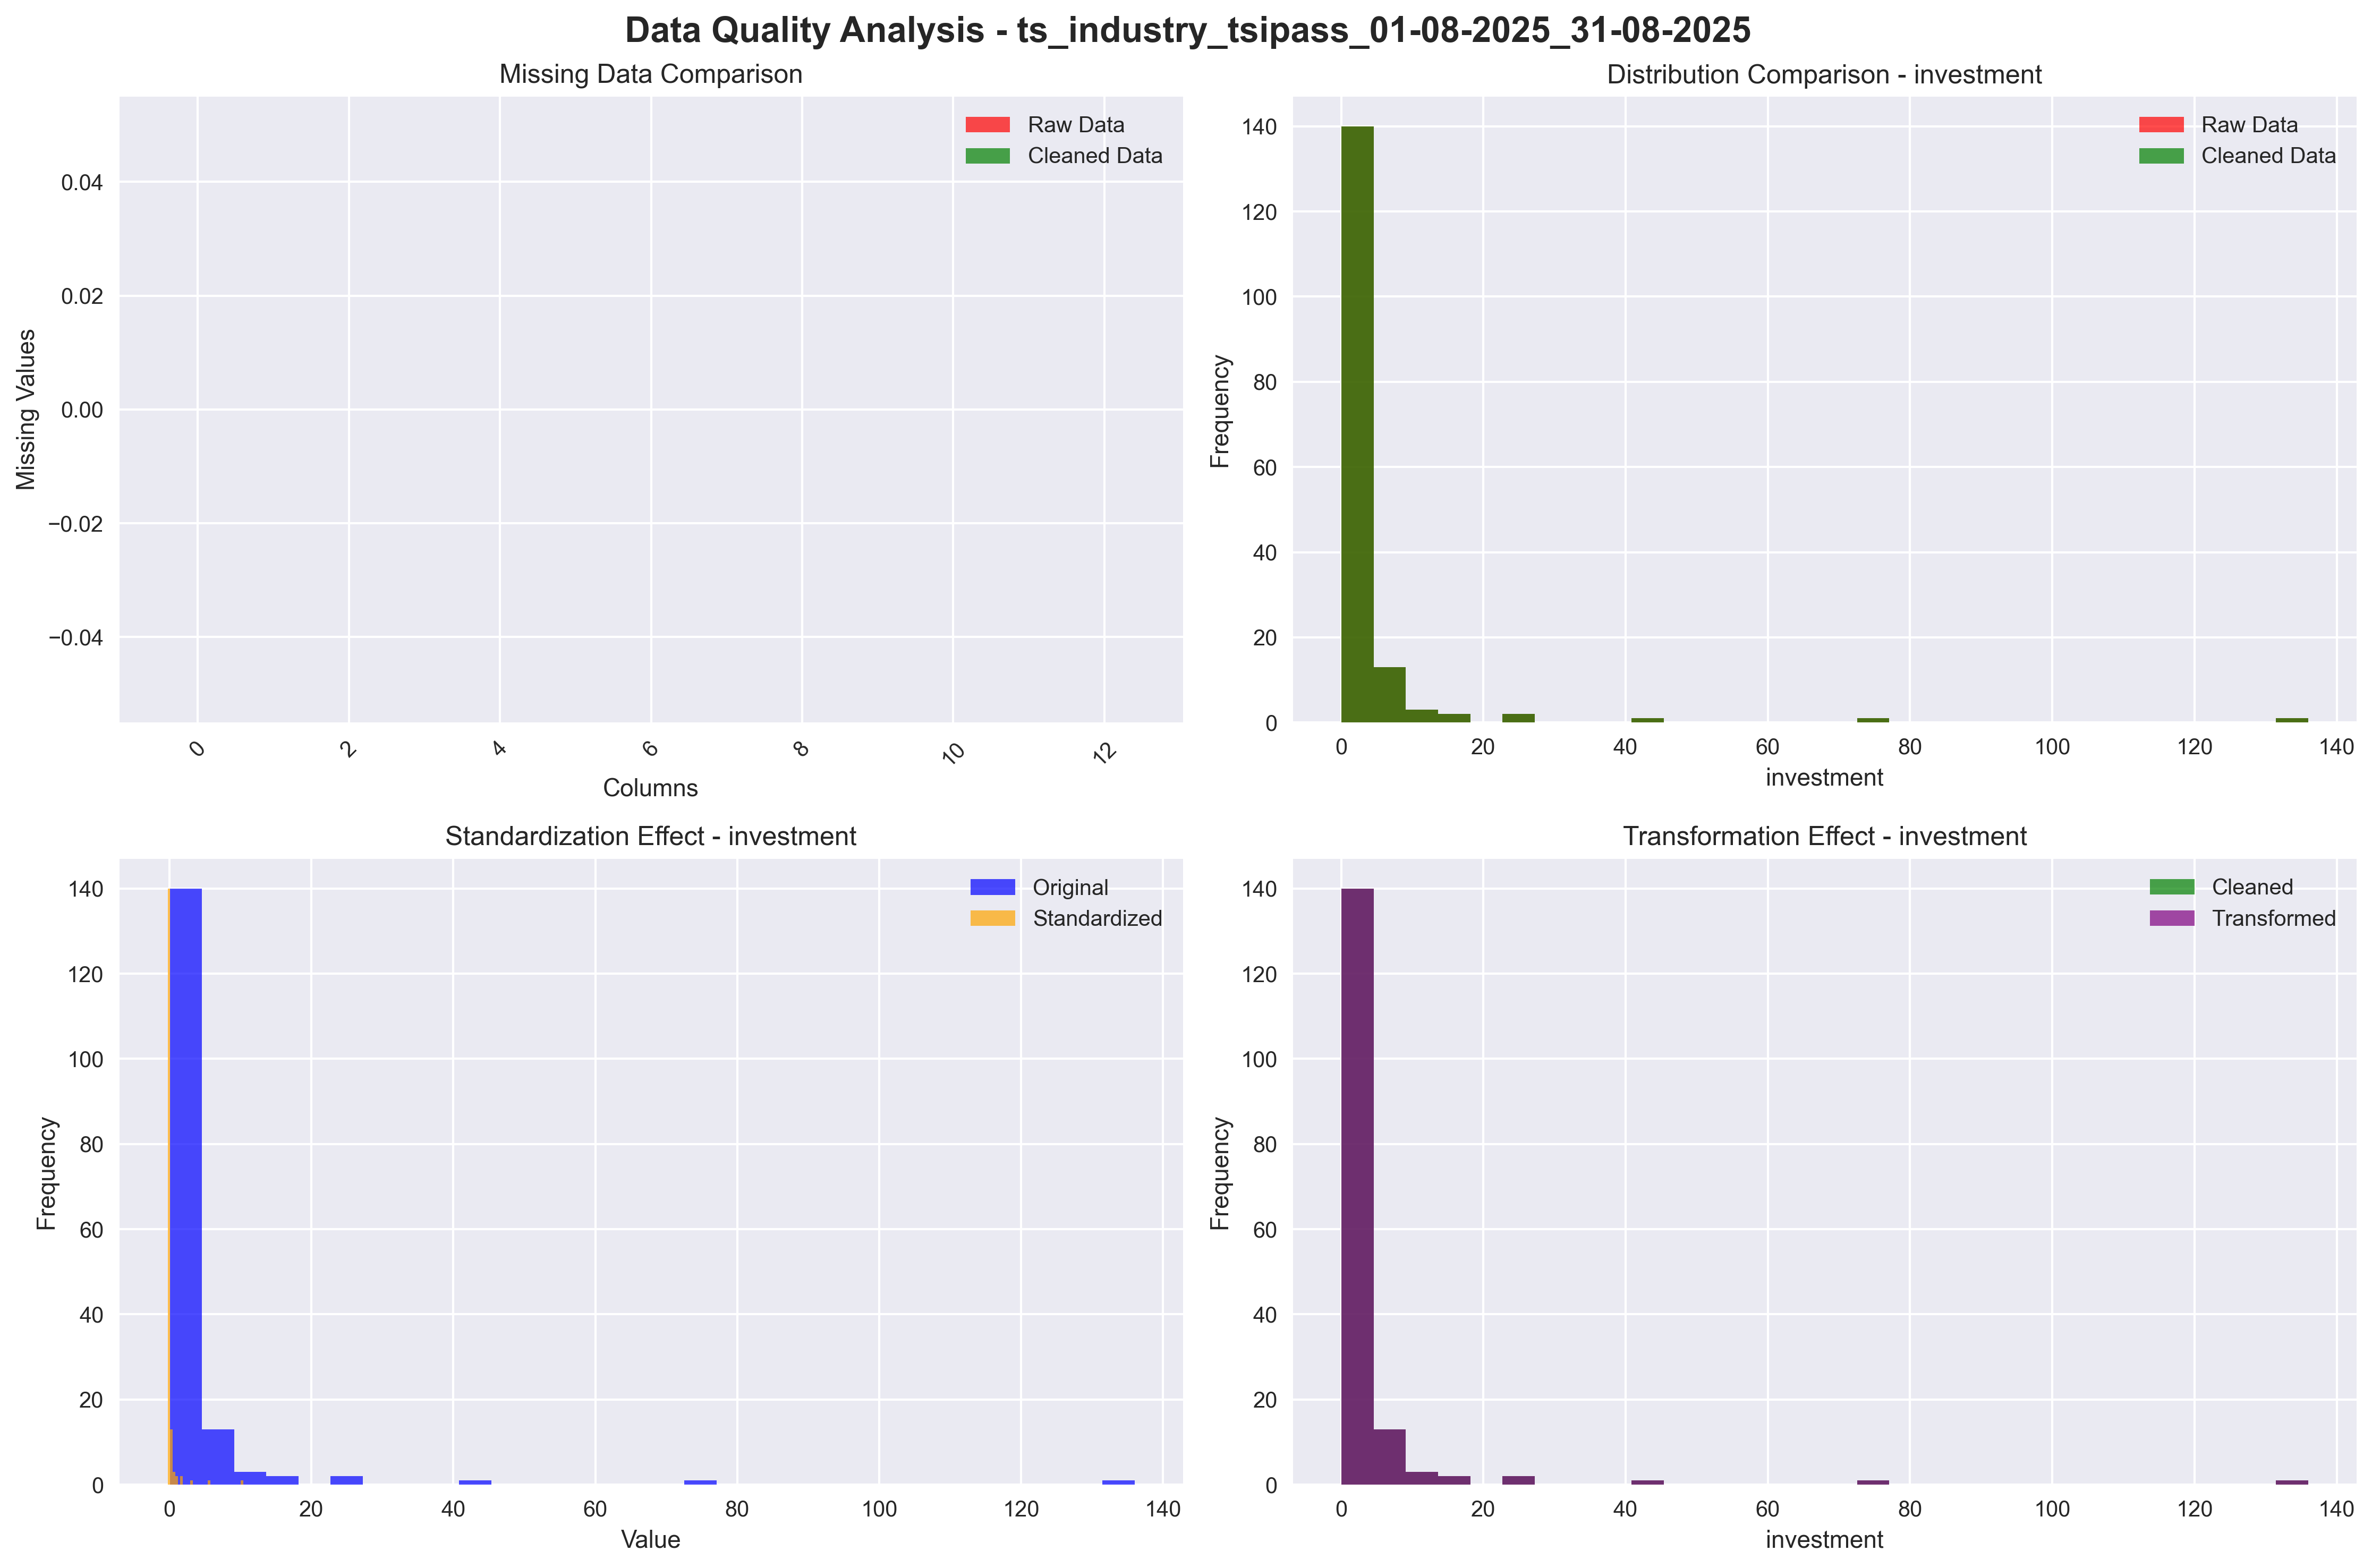 Data Quality Analysis - ts_industry_tsipass_01-08-2025_31-08-2025
Missing Data Comparison
Raw Data
Cleaned Data
0.04
0.02
0.00
−0.02
−0.04
Missing Values
0
2
4
6
8
10
12
Columns
Distribution Comparison - investment
Raw Data
Cleaned Data
140
120
100
80
60
40
20
0
Frequency
0
20
40
60
80
100
120
140
investment
Standardization Effect - investment
Original
Standardized
140
120
100
80
60
40
20
0
Frequency
0
20
40
60
80
100
120
140
Value
Transformation Effect - investment
Cleaned
Transformed
140
120
100
80
60
40
20
0
Frequency
0
20
40
60
80
100
120
140
investment